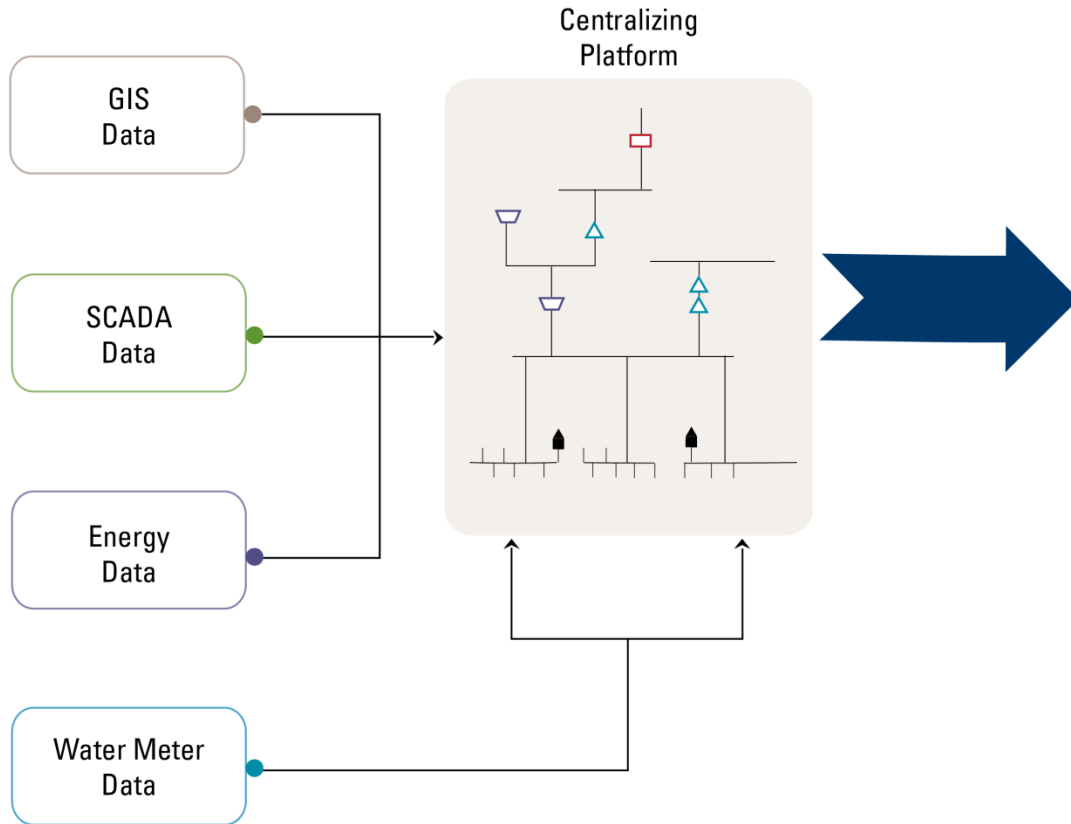 Centralizing
Platform
GIS
Data
SCADA
Data
Energy
Data
Water Meter
Data